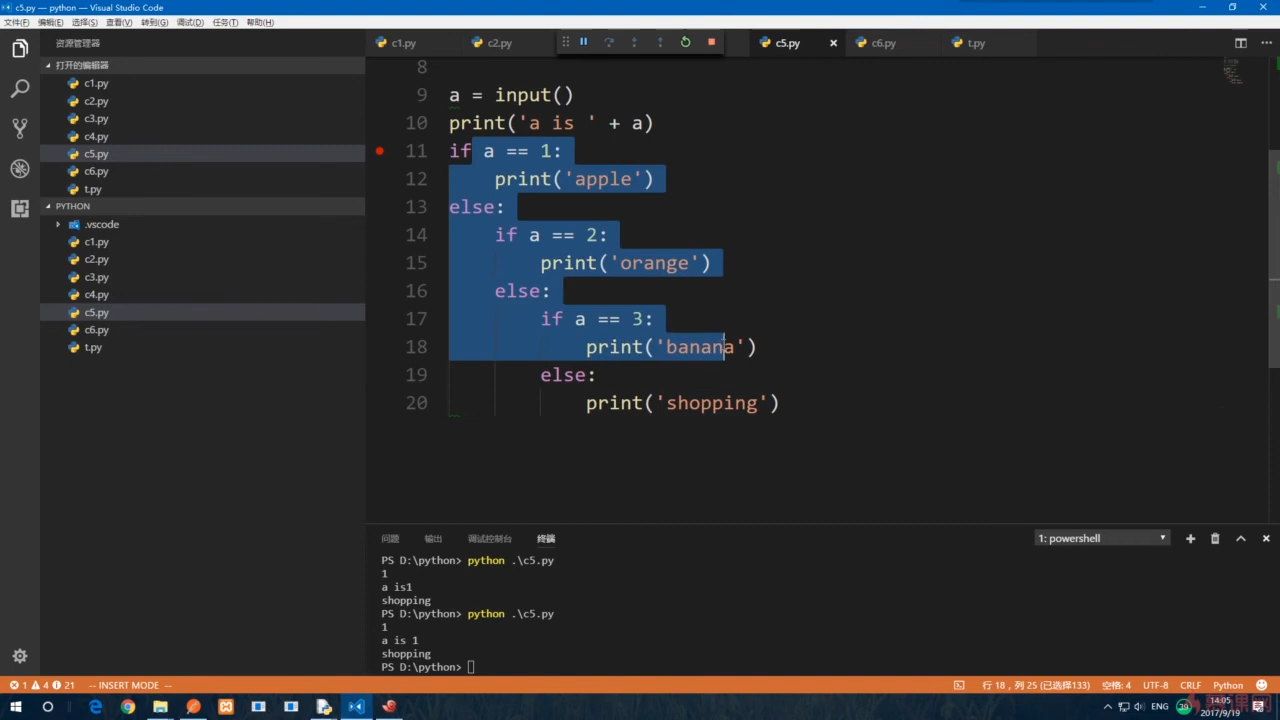 c5.py — python — Visual Studio Code
文件(F) 编辑(E) 选择(S) 查看(V) 转到(G) 调试(D) 任务(T) 帮助(H)
资源管理器
打开的编辑器
c1.py
c2.py
c3.py
c4.py
c5.py
c6.py
t.py
PYTHON
.vscode
c1.py
c2.py
c3.py
c4.py
c5.py
c6.py
t.py
c1.py c2.py c5.py c6.py t.py
8
9 a = input()
10 print('a is ' + a)
11 if a == 1:
12 print('apple')
13 else:
14 if a == 2:
15 print('orange')
16 else:
17 if a == 3:
18 print('banana')
19 else:
20 print('shopping')
问题 输出 调试控制台 终端 1: powershell
PS D:\python> python .\c5.py
1
a is1
shopping
PS D:\python> python .\c5.py
1
a is 1
shopping
PS D:\python>
1 4 21 -- INSERT MODE -- 行 18，列 25 (已选择133) 空格: 4 UTF-8 CRLF Python
ENG 14:05
2017/9/19